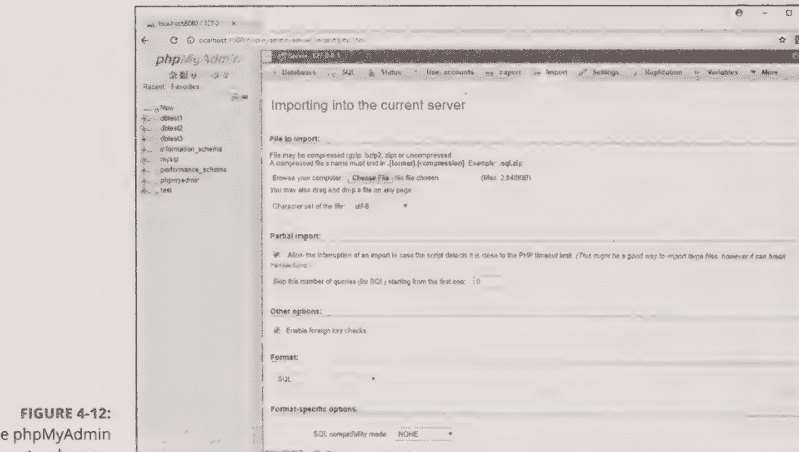 phpMyAdmin
Recent Favorites
New
dbtest1
dbtest2
dbtest3
information_schema
mysql
performance_schema
phpmyadmin
test
Databases SQL Status User accounts Export Import Settings Replication Variables More
Importing into the current server
File to import:
File may be compressed (gzip, bzip2, zip) or uncompressed.
A compressed file's name must end in .[format].[compression]. Example: .sql.zip
Browse your computer: Choose File No file chosen (Max: 2,048KiB)
You may also drag and drop a file on any page.
Character set of the file: utf-8
Partial import:
Allow the interruption of an import in case the script detects it is close to the PHP timeout limit. (This might be a good way to import large files, however it can break
transactions.)
Skip this number of queries (for SQL) starting from the first one: 0
Other options:
Enable foreign key checks
Format:
SQL
Format-specific options:
SQL compatibility mode: NONE
FIGURE 4-12:
e phpMyAdmin